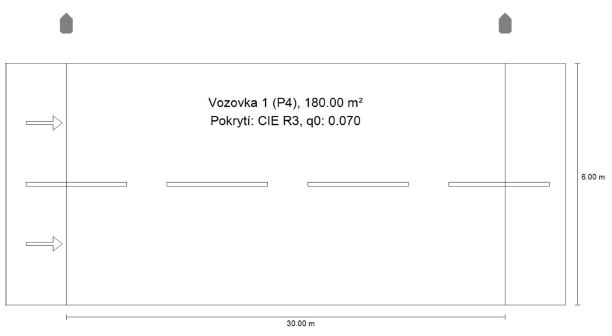 Vozovka 1 (P4), 180.00 m²
Pokrytí: CIE R3, q0: 0.070
6.00 m
30.00 m